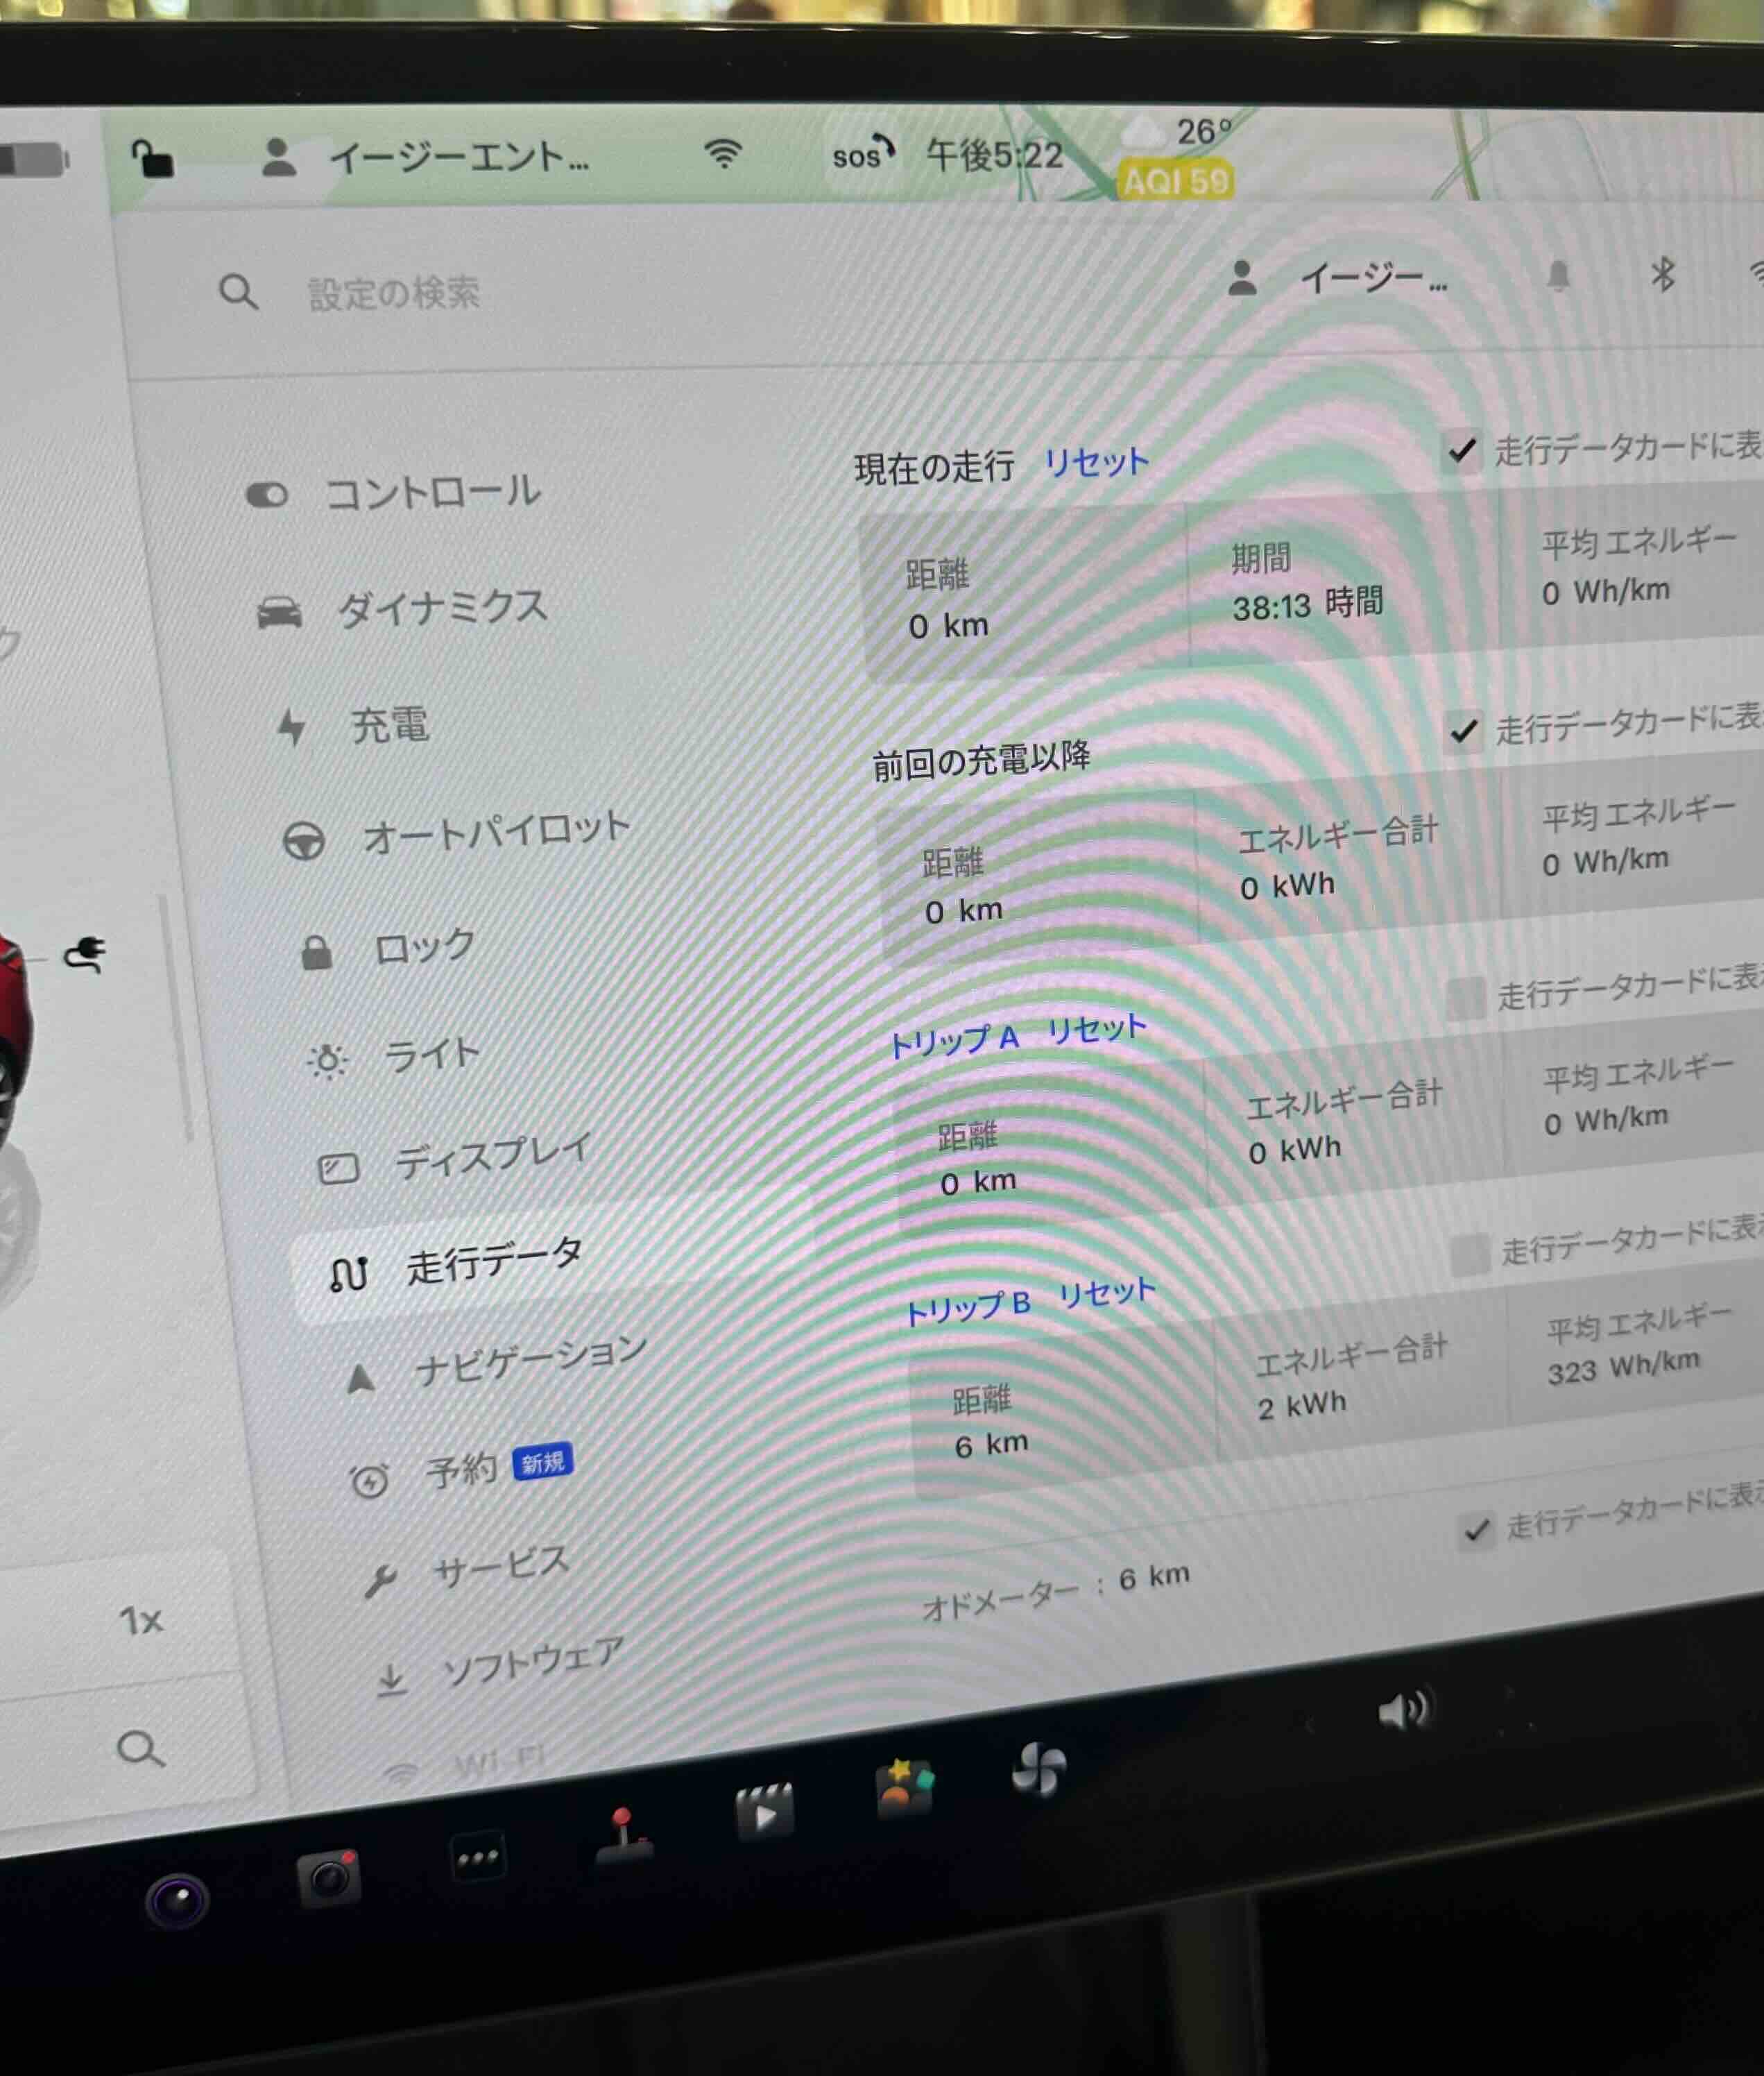 イージーエント...
SOS
午後5:22
26°
AQI 59
設定の検索
イージー...
コントロール
ダイナミクス
充電
オートパイロット
ロック
ライト
ディスプレイ
走行データ
ナビゲーション
予約 新規
サービス
ソフトウェア
Wi-Fi
現在の走行 リセット
走行データカードに表
距離
0 km
期間
38:13 時間
平均エネルギー
0 Wh/km
前回の充電以降
走行データカードに表
距離
0 km
エネルギー合計
0 kWh
平均エネルギー
0 Wh/km
トリップ A リセット
走行データカードに表示
距離
0 km
エネルギー合計
0 kWh
平均エネルギー
0 Wh/km
トリップ B リセット
走行データカードに表示
距離
6 km
エネルギー合計
2 kWh
平均エネルギー
323 Wh/km
オドメーター : 6 km
走行データカードに表示
ク
1x